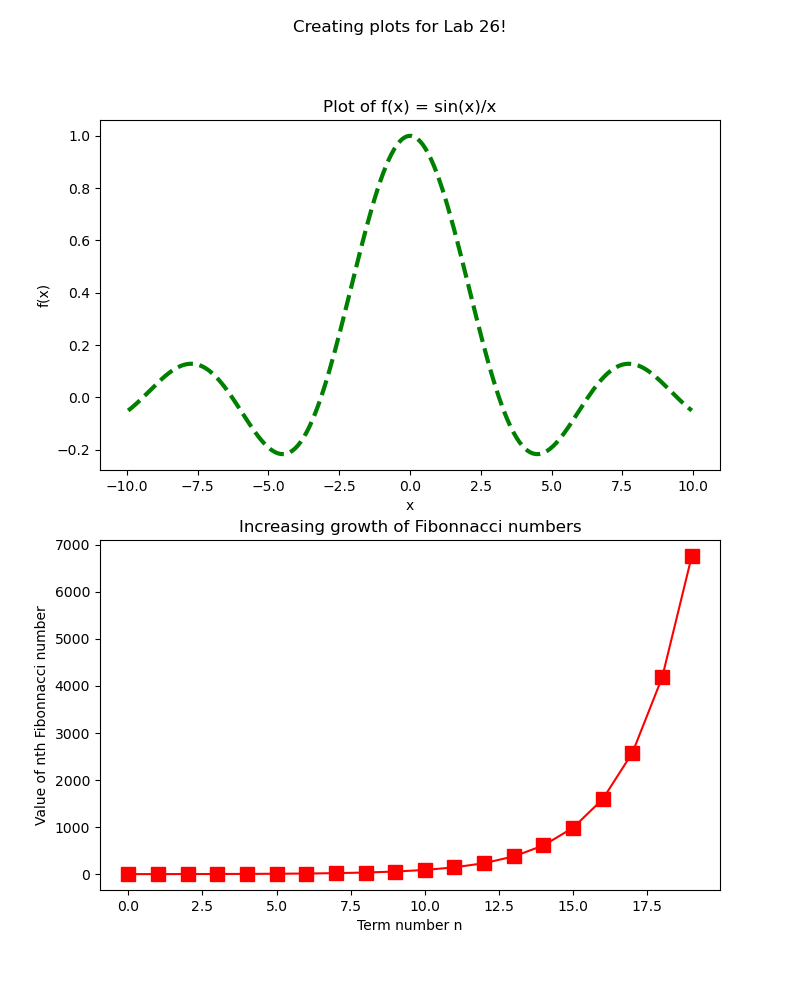 Creating plots for Lab 26!
Plot of f(x) = sin(x)/x
1.0
0.8
0.6
0.4
0.2
0.0
−0.2
f(x)
−10.0 −7.5 −5.0 −2.5 0.0 2.5 5.0 7.5 10.0
x
Increasing growth of Fibonnacci numbers
7000
6000
5000
4000
3000
2000
1000
0
Value of nth Fibonnacci number
0.0 2.5 5.0 7.5 10.0 12.5 15.0 17.5
Term number n